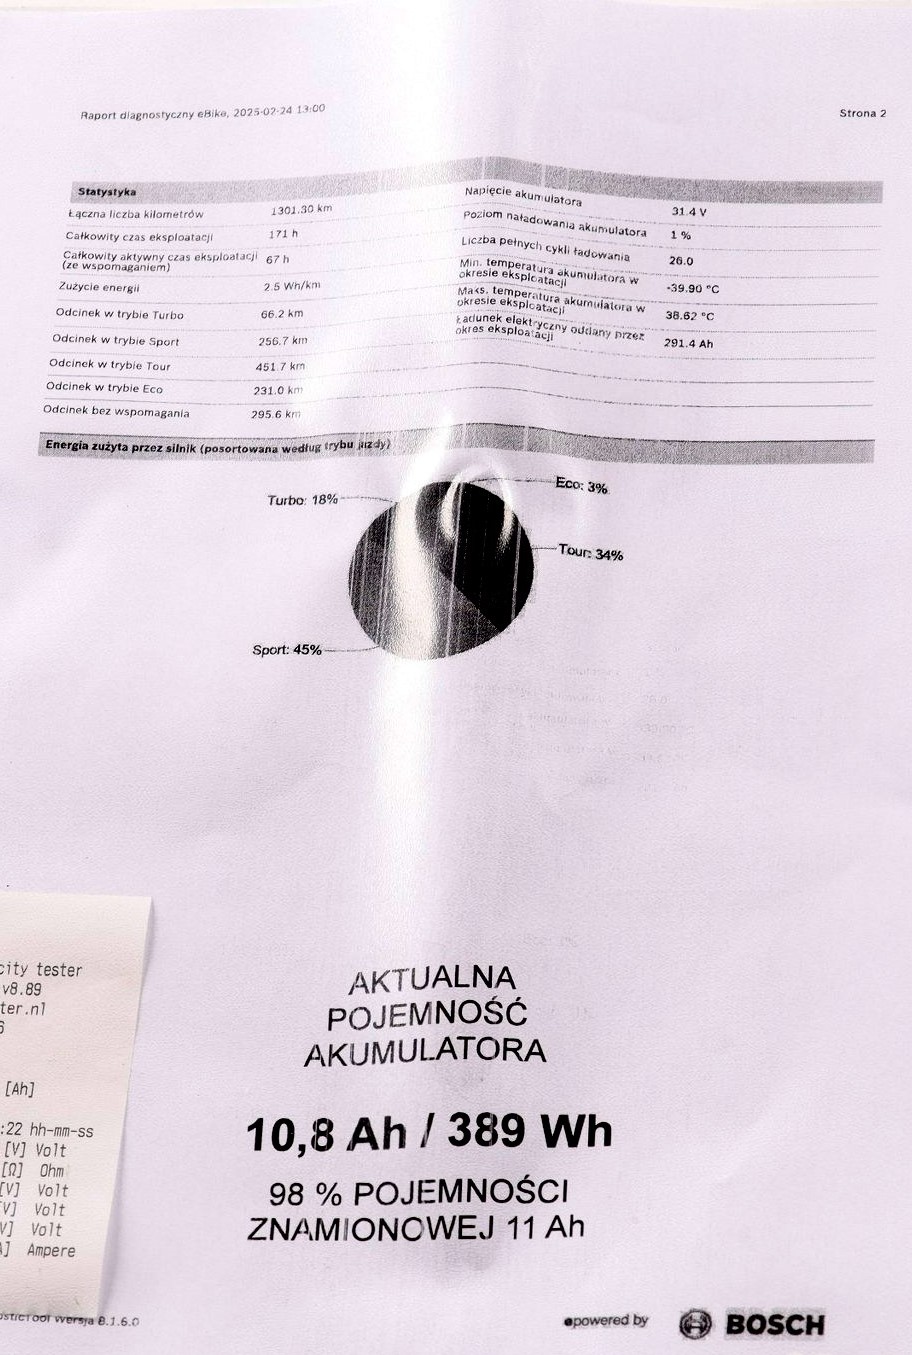 Raport diagnostyczny eBike, 2025-02-24 13:00
Strona 2
Statystyka
Łączna liczba kilometrów 1301.30 km
Całkowity czas eksploatacji 171 h
Całkowity aktywny czas eksploatacji 67 h
(ze wspomaganiem)
Zużycie energii 2.5 Wh/km
Odcinek w trybie Turbo 66.2 km
Odcinek w trybie Sport 256.7 km
Odcinek w trybie Tour 451.7 km
Odcinek w trybie Eco 231.0 km
Odcinek bez wspomagania 295.6 km
Napięcie akumulatora 31.4 V
Poziom naładowania akumulatora 1 %
Liczba pełnych cykli ładowania 26.0
Min. temperatura akumulatora w
okresie eksploatacji -39.90 °C
Maks. temperatura akumulatora w
okresie eksploatacji 38.62 °C
Ładunek elektryczny oddany przez
okres eksploatacji 291.4 Ah
Energia zużyta przez silnik (posortowana według trybu jazdy)
Eco: 3%
Turbo: 18%
Tour: 34%
Sport: 45%
city tester
v8.89
ter.nl
6
[Ah]
:22 hh-mm-ss
[V] Volt
[Ω] Ohm
[V] Volt
[V] Volt
V] Volt
A] Ampere
AKTUALNA
POJEMNOŚĆ
AKUMULATORA
10,8 Ah / 389 Wh
98 % POJEMNOŚCI
ZNAMIONOWEJ 11 Ah
osticTool Wersja 8.1.6.0
epowered by BOSCH